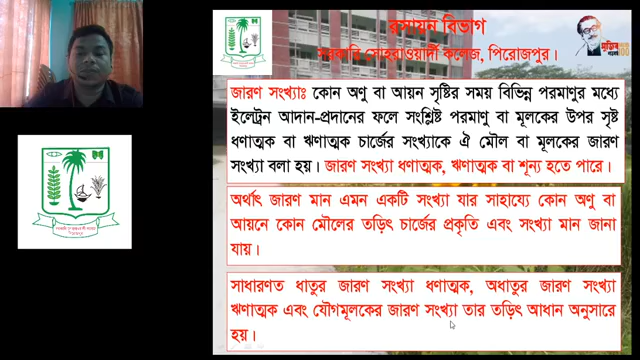 রসায়ন বিভাগ
সরকারি সোহরাওয়ার্দী কলেজ, পিরোজপুর।
জারণ সংখ্যাঃ কোন অণু বা আয়ন সৃষ্টির সময় বিভিন্ন পরমাণুর মধ্যে
ইলেট্রন আদান-প্রদানের ফলে সংশ্লিষ্ট পরমাণু বা মূলকের উপর সৃষ্ট
ধণাত্মক বা ঋণাত্মক চার্জের সংখ্যাকে ঐ মৌল বা মূলকের জারণ
সংখ্যা বলা হয়। জারণ সংখ্যা ধণাত্মক, ঋণাত্মক বা শূন্য হতে পারে।
অর্থাৎ জারণ মান এমন একটি সংখ্যা যার সাহায্যে কোন অণু বা
আয়নে কোন মৌলের তড়িৎ চার্জের প্রকৃতি এবং সংখ্যা মান জানা
যায়।
সাধারণত ধাতুর জারণ সংখ্যা ধণাত্মক, অধাতুর জারণ সংখ্যা
ঋণাত্মক এবং যৌগমূলকের জারণ সংখ্যা তার তড়িৎ আধান অনুসারে
হয়।